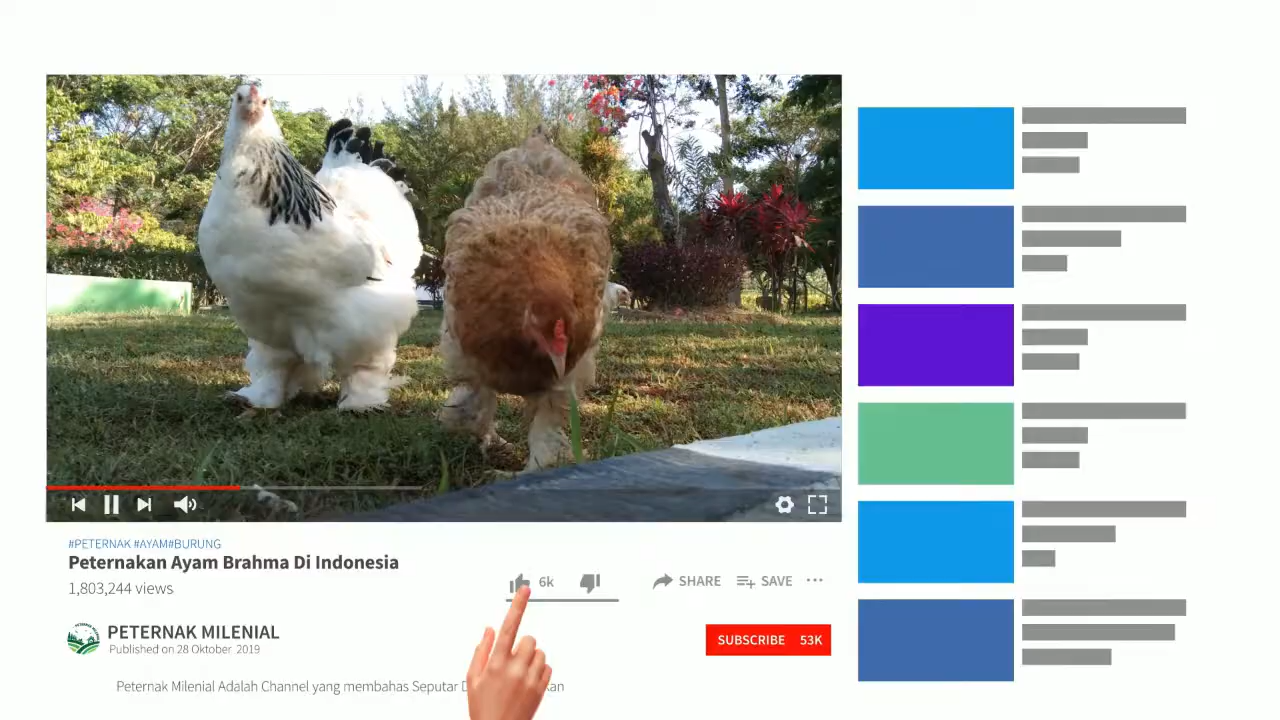 #PETERNAK #AYAM#BURUNG
Peternakan Ayam Brahma Di Indonesia
1,803,244 views
6k
SHARE
SAVE
PETERNAK MILENIAL
Published on 28 Oktober 2019
SUBSCRIBE 53K
Peternak Milenial Adalah Channel yang membahas Seputar